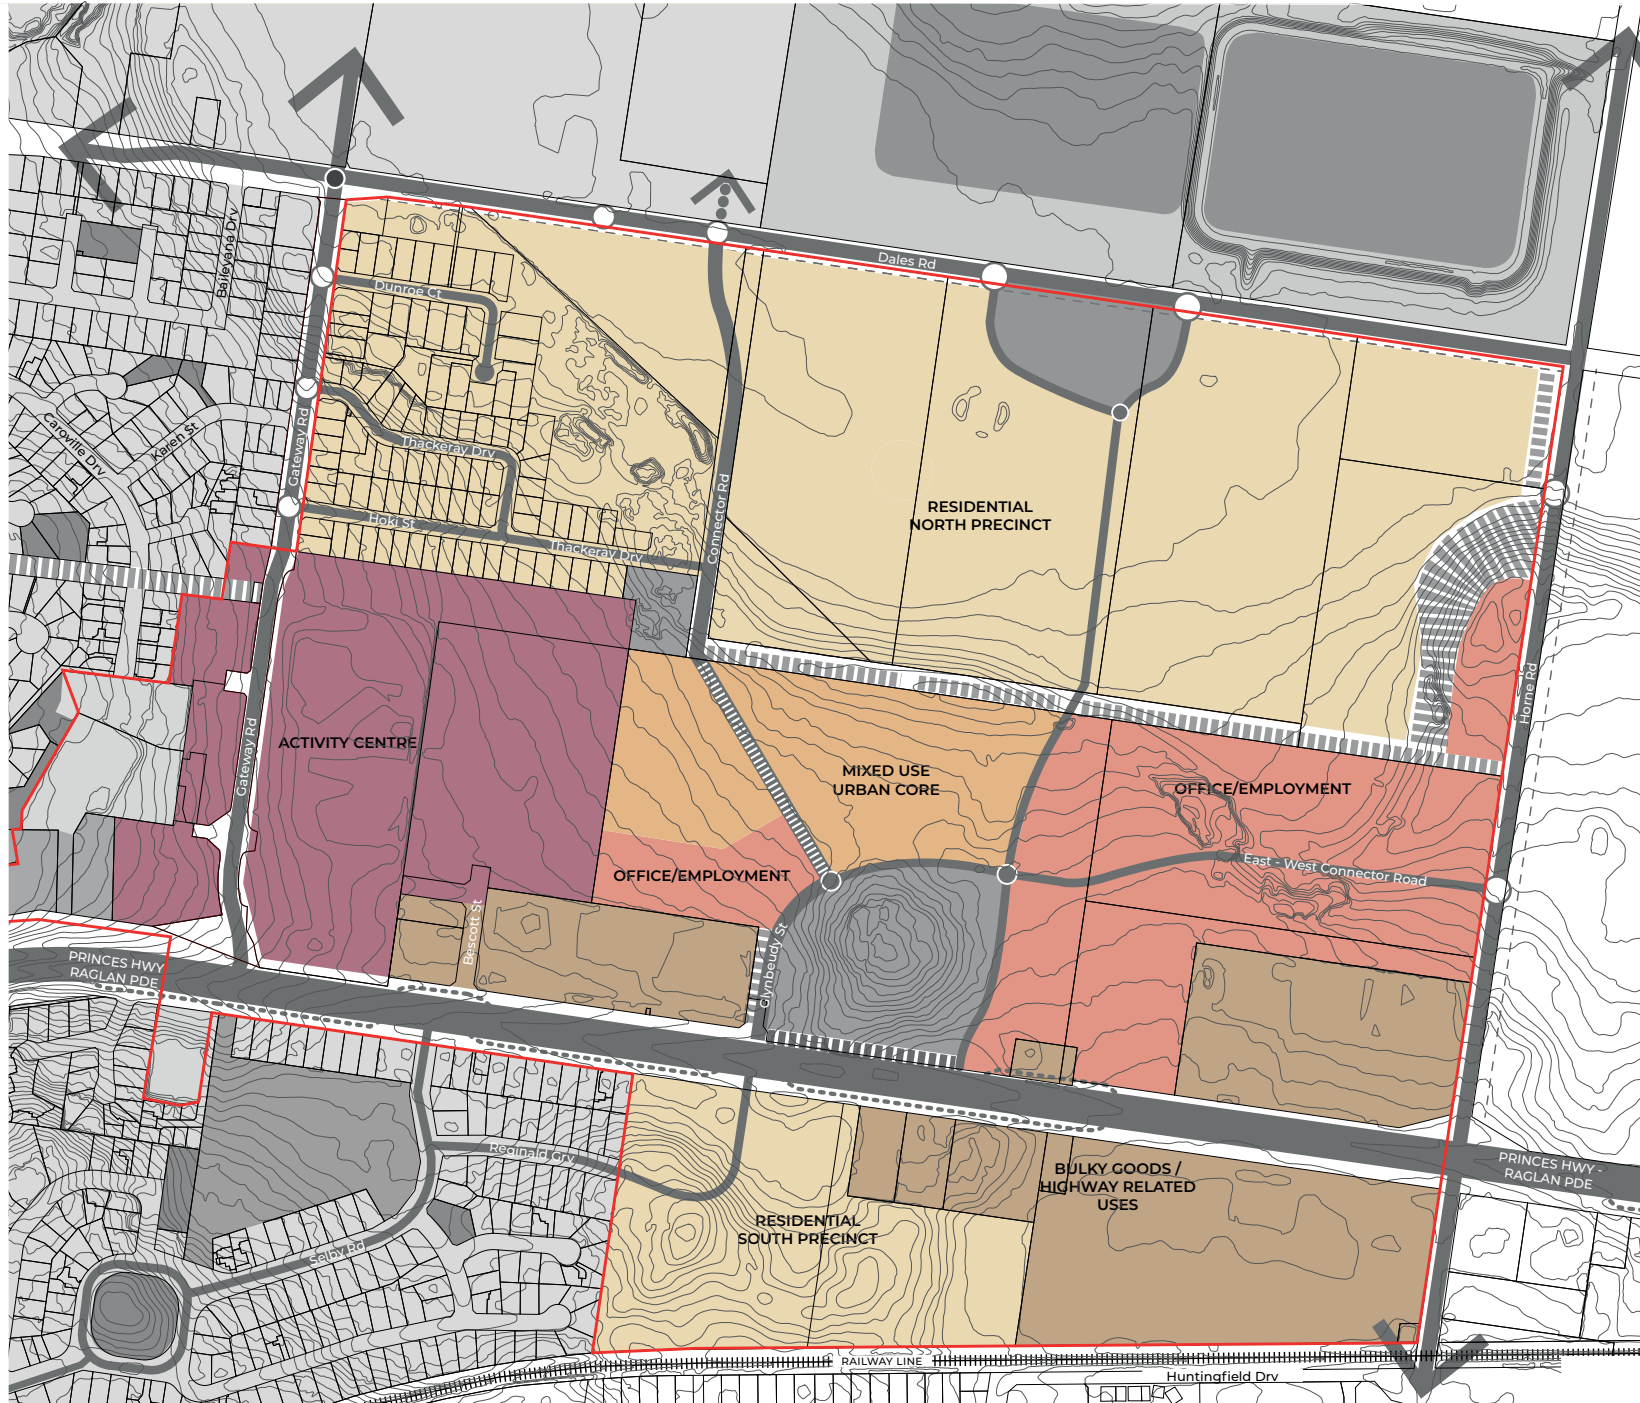 Dales Rd
Baileyana Drv
Dunroe Ct
Gateway Rd
Caroville Drv
Karen St
Thackeray Drv
Connector Rd
RESIDENTIAL
NORTH PRECINCT
Hoki St
Thackeray Drv
Horne Rd
Gateway Rd
ACTIVITY CENTRE
MIXED USE
URBAN CORE
OFFICE/EMPLOYMENT
OFFICE/EMPLOYMENT
East - West Connector Road
Bescott St
Glynbeudy St
PRINCES HWY
RAGLAN PDE
Reginald Grv
BULKY GOODS /
HIGHWAY RELATED
USES
PRINCES HWY -
RAGLAN PDE
RESIDENTIAL
SOUTH PRECINCT
Selby Rd
RAILWAY LINE
Huntingfield Drv